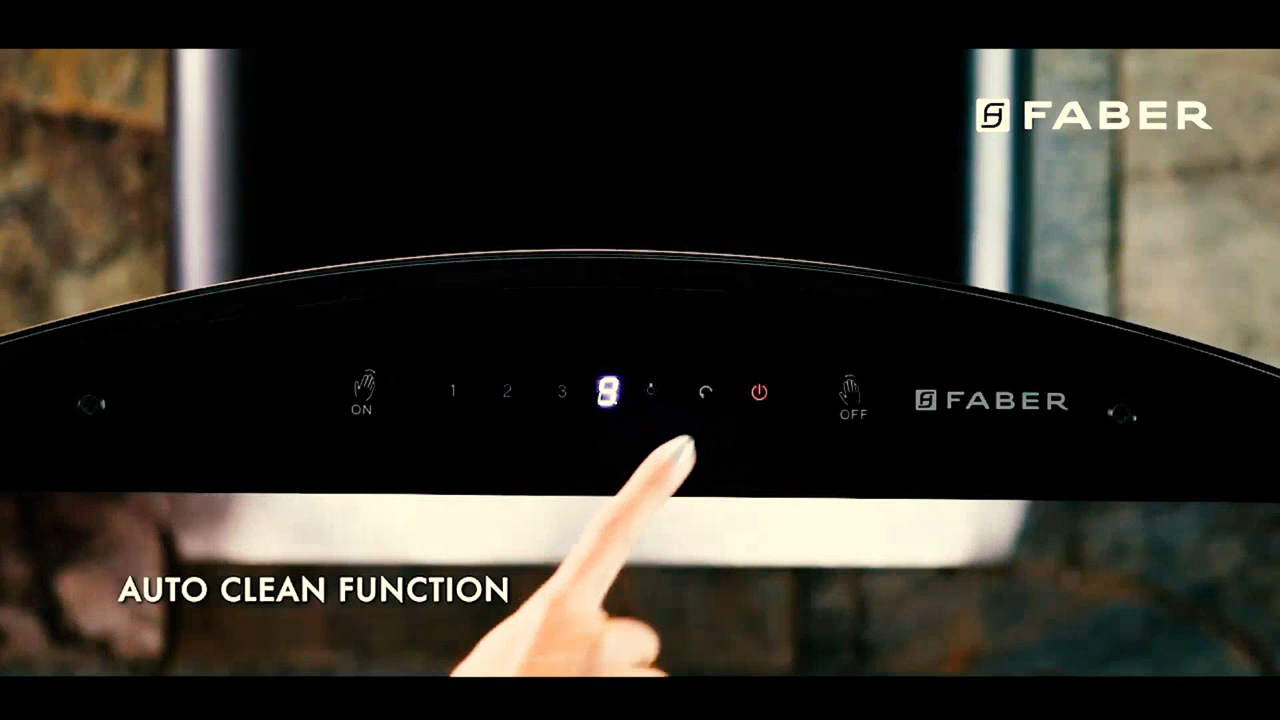 FABER
ON
1 2 3 8
OFF
FABER
AUTO CLEAN FUNCTION